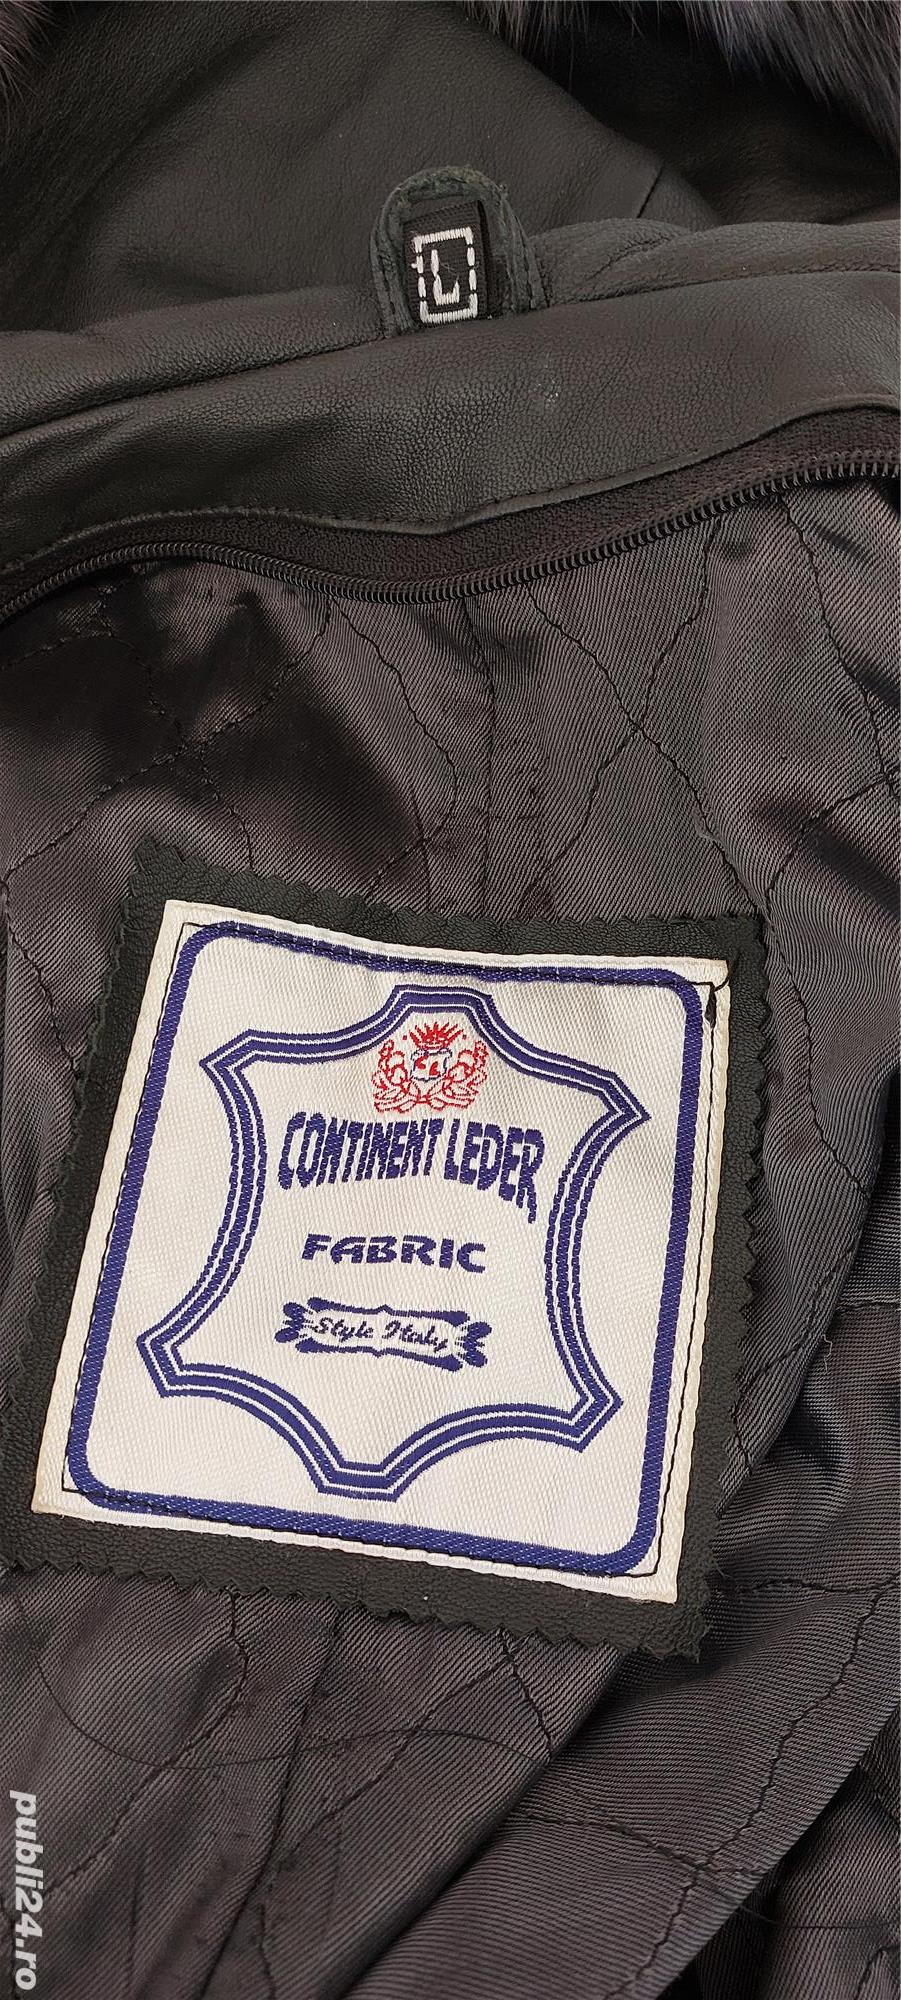 L
CONTINENT LEDER
FABRIC
Style Italy
publi24.ro